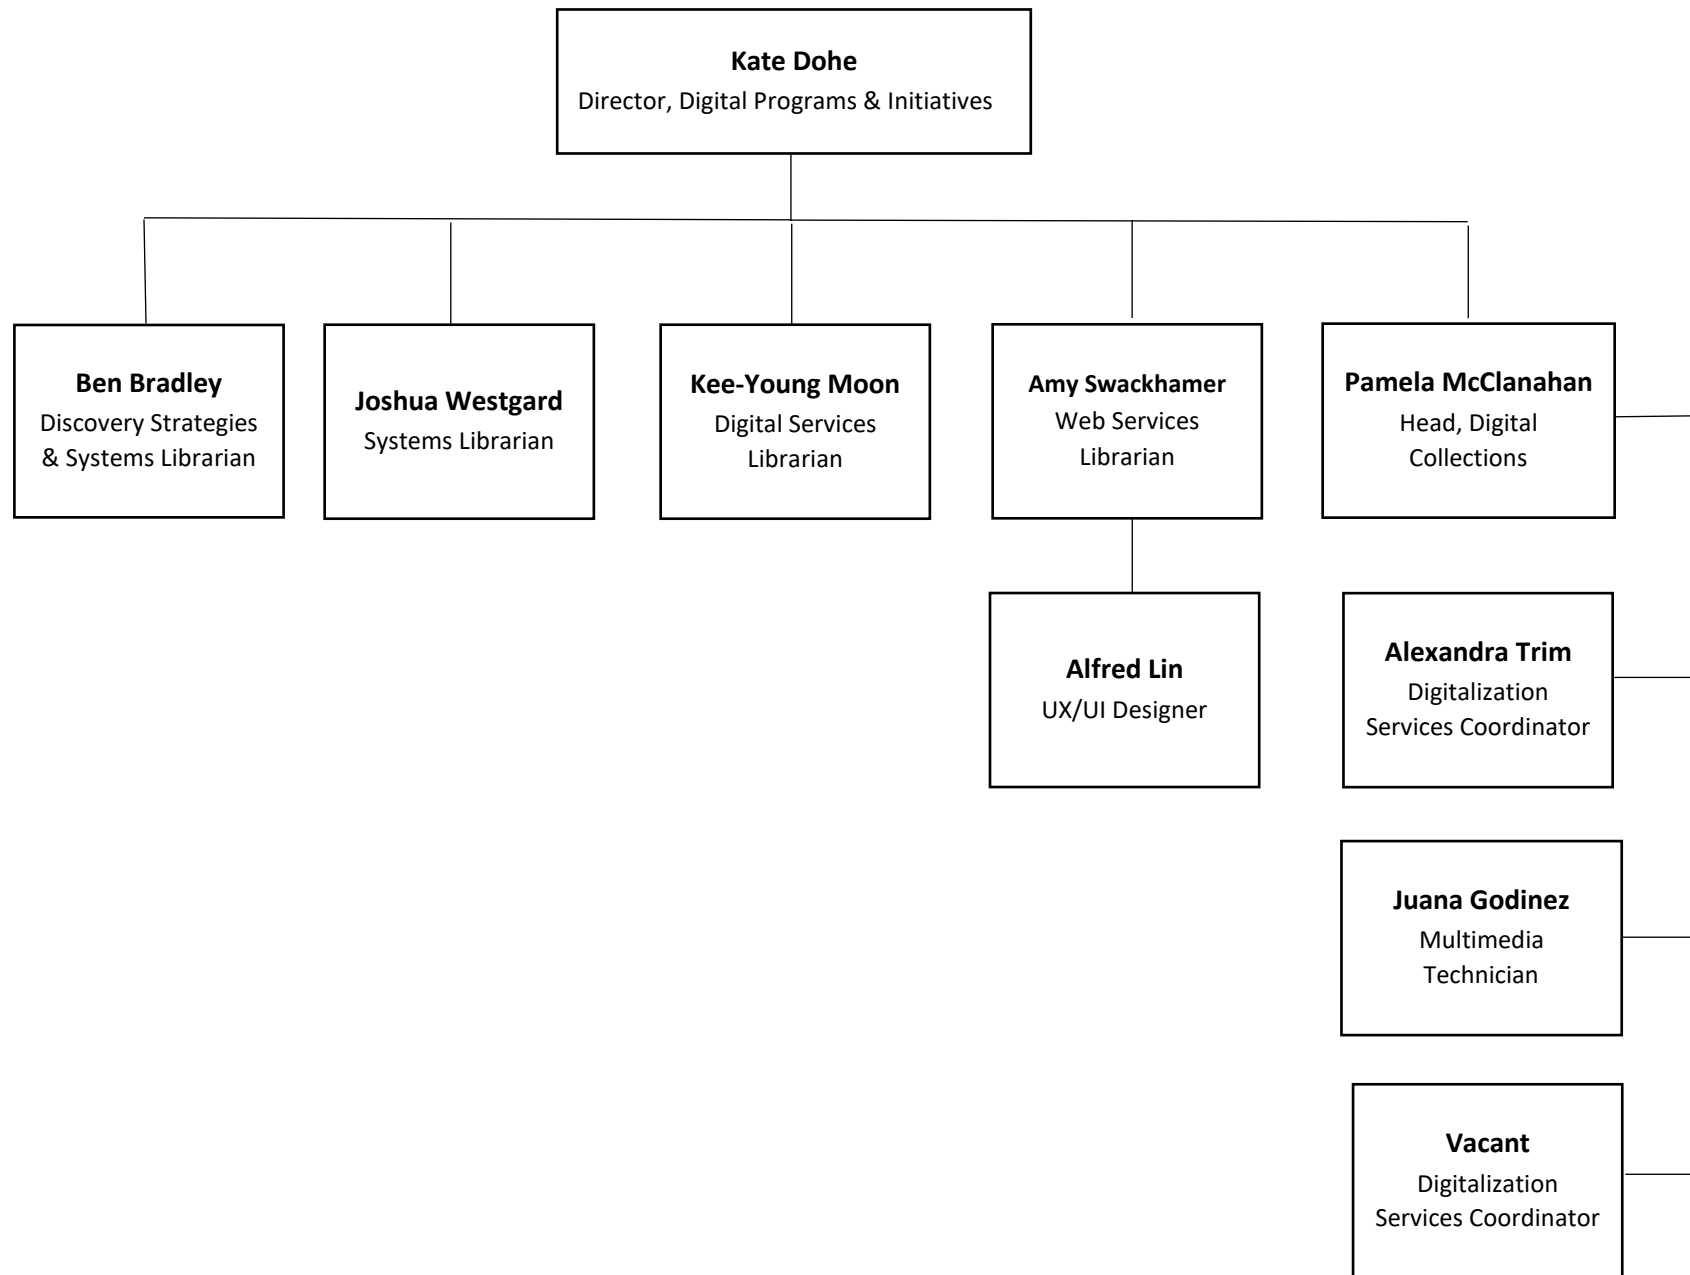 Kate Dohe
Director, Digital Programs & Initiatives
Ben Bradley
Discovery Strategies
& Systems Librarian
Joshua Westgard
Systems Librarian
Kee-Young Moon
Digital Services
Librarian
Amy Swackhamer
Web Services
Librarian
Pamela McClanahan
Head, Digital
Collections
Alfred Lin
UX/UI Designer
Alexandra Trim
Digitalization
Services Coordinator
Juana Godinez
Multimedia
Technician
Vacant
Digitalization
Services Coordinator